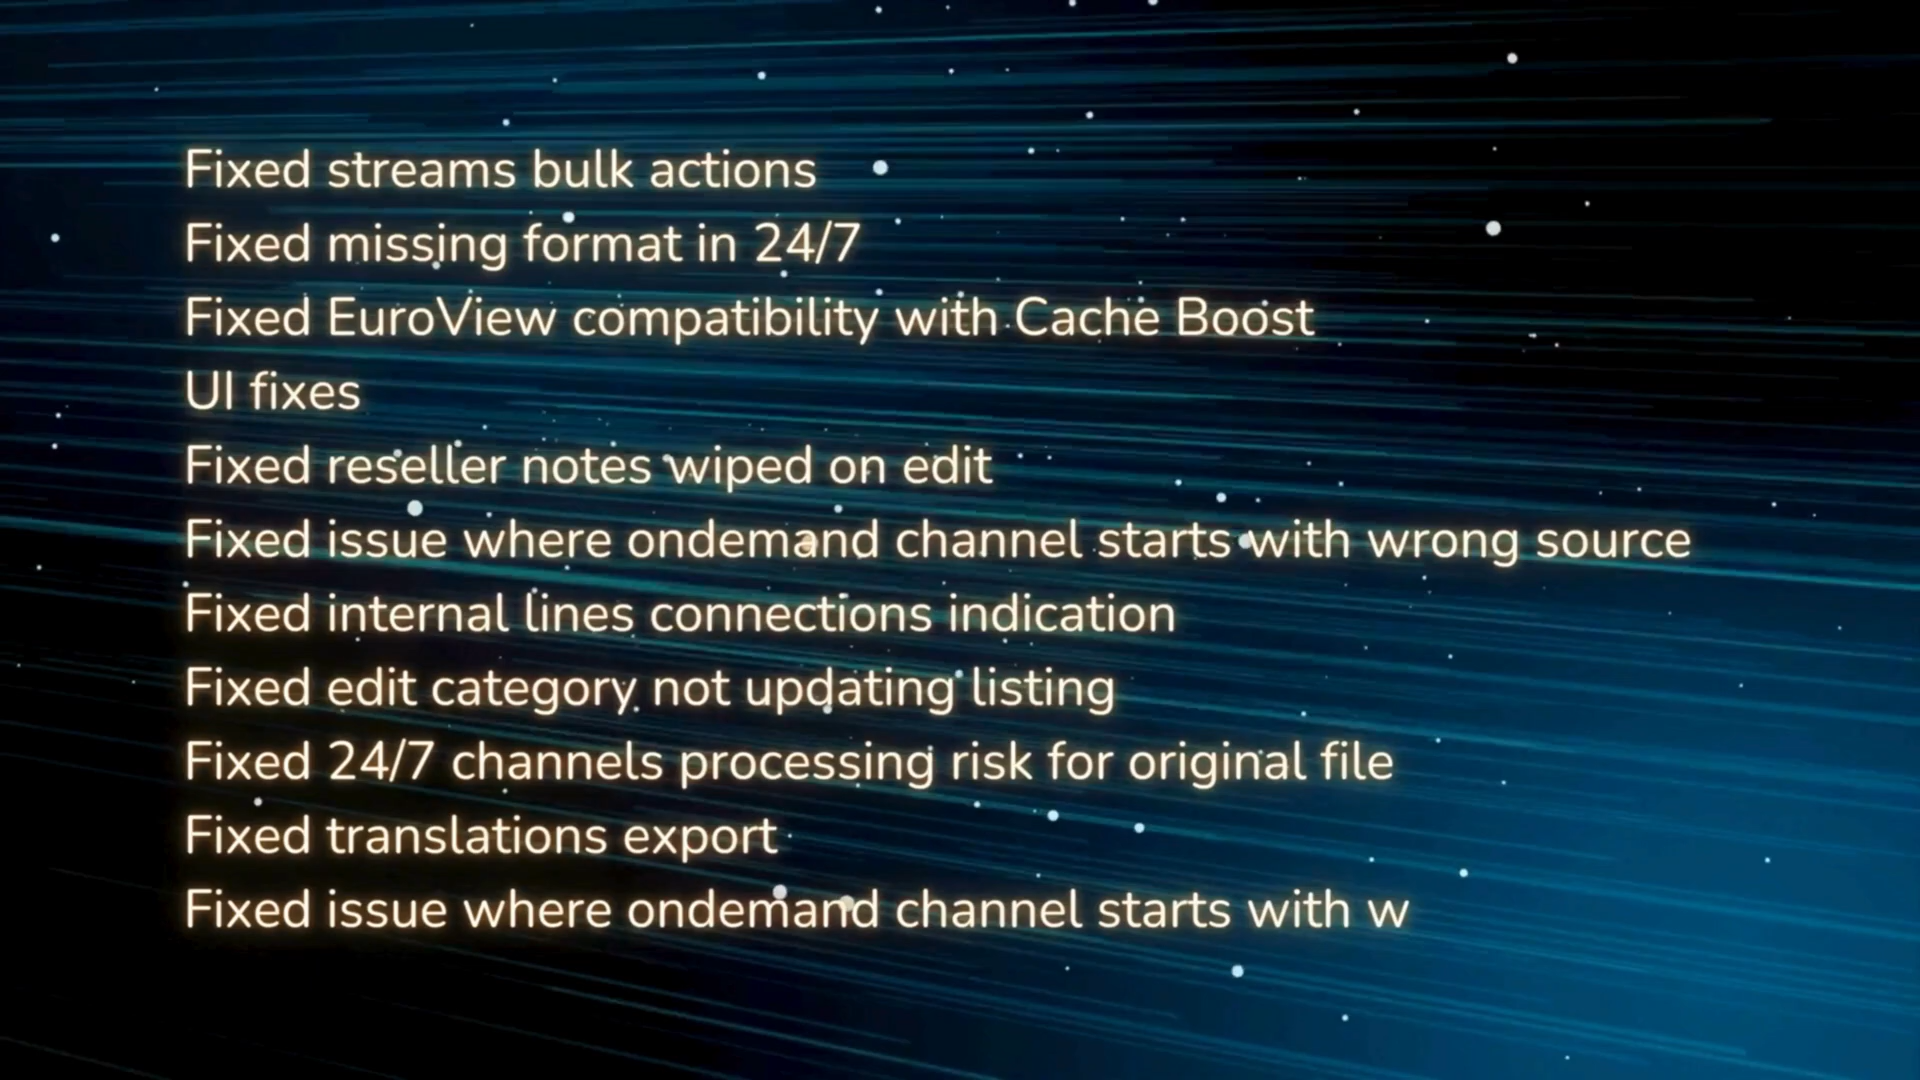 Fixed streams bulk actions
Fixed missing format in 24/7
Fixed EuroView compatibility with Cache Boost
UI fixes
Fixed reseller notes wiped on edit
Fixed issue where ondemand channel starts with wrong source
Fixed internal lines connections indication
Fixed edit category not updating listing
Fixed 24/7 channels processing risk for original file
Fixed translations export
Fixed issue where ondemand channel starts with w